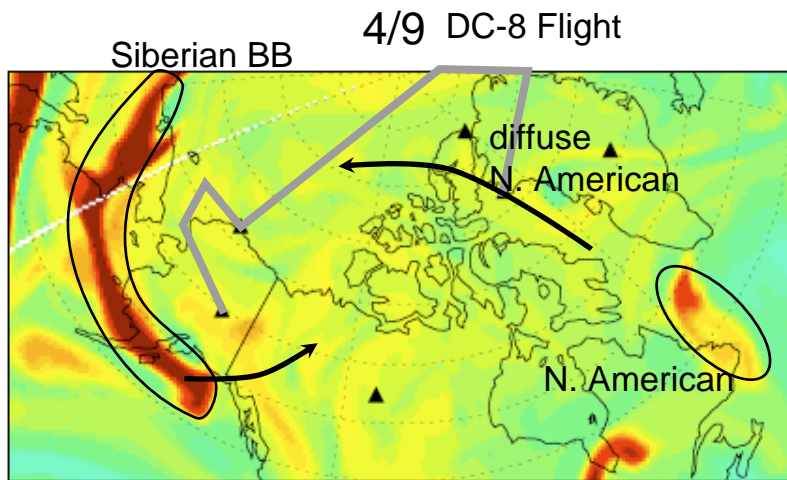 4/9 DC-8 Flight
Siberian BB
diffuse
N. American
N. American